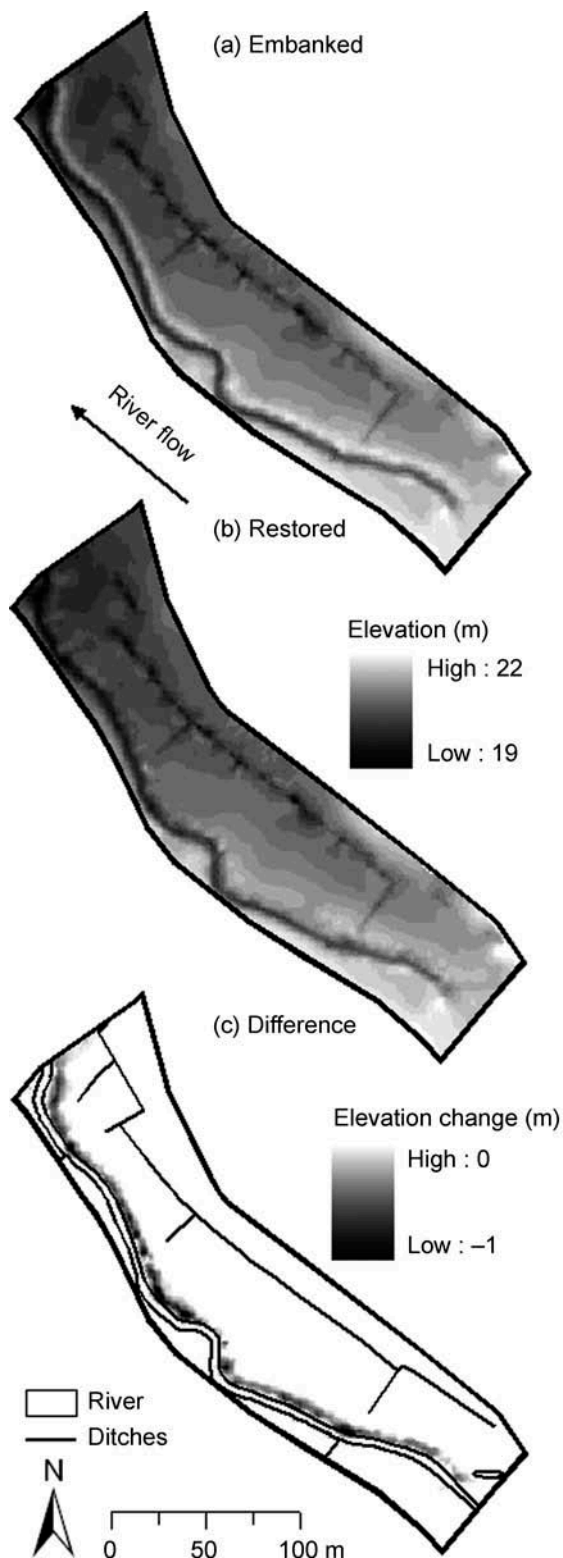 (a) Embanked
River flow
(b) Restored
Elevation (m)
High : 22
Low : 19
(c) Difference
Elevation change (m)
High : 0
Low : –1
River
Ditches
N
0 50 100 m